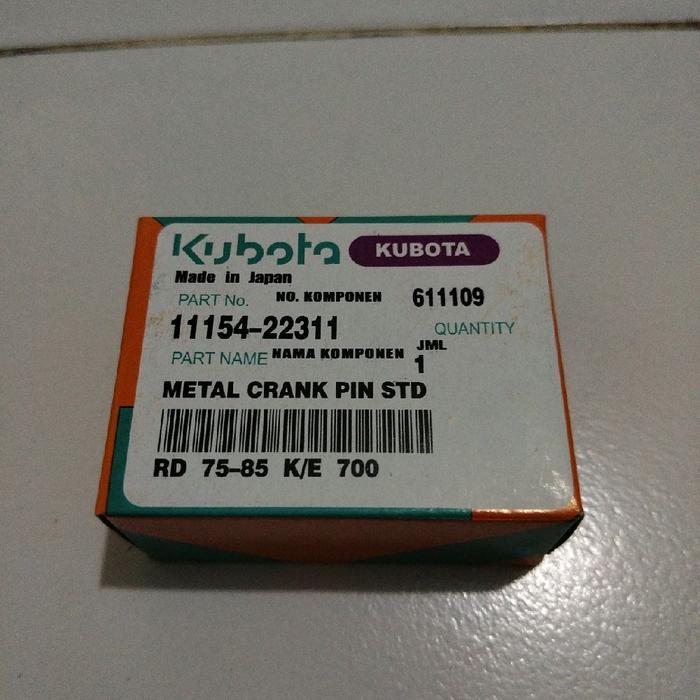 Kubota KUBOTA
Made in Japan
PART No. NO. KOMPONEN 611109
11154-22311 QUANTITY
PART NAME NAMA KOMPONEN JML
1
METAL CRANK PIN STD
RD 75-85 K/E 700